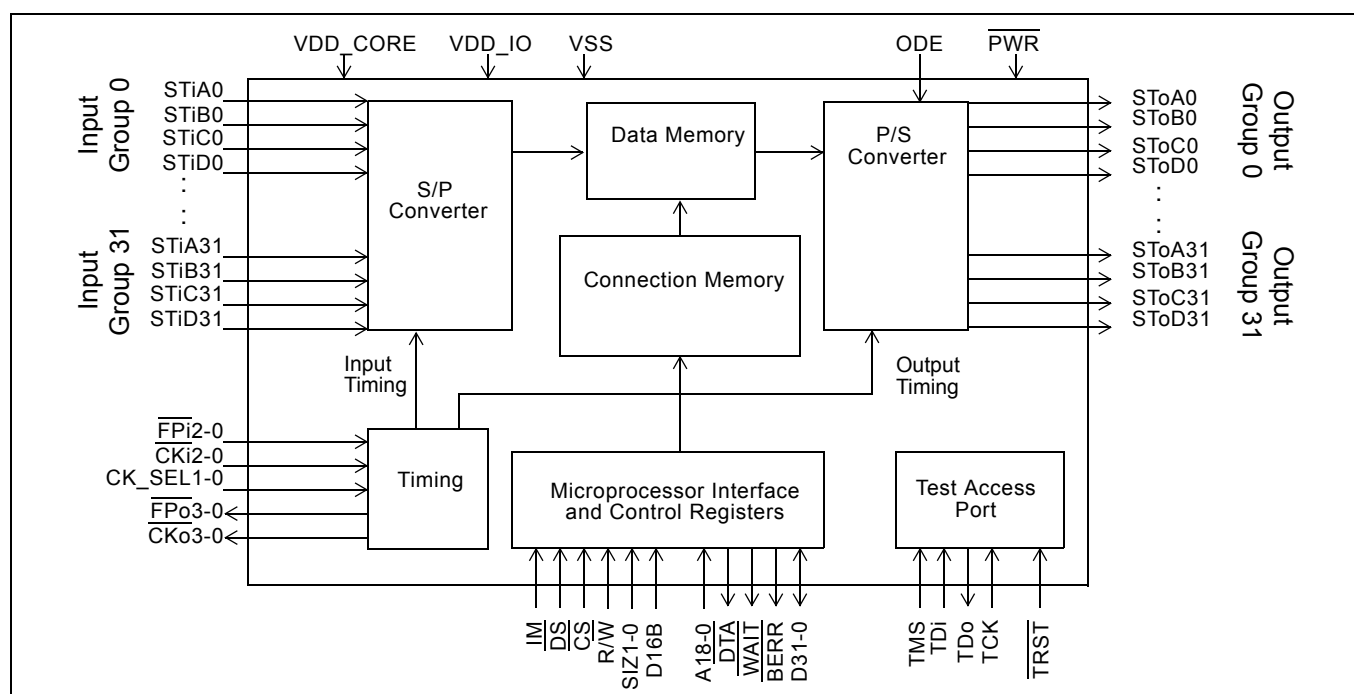 VDD_CORE
VDD_IO
VSS
ODE
PWR
Input
Group 0
STiA0
STiB0
STiC0
STiD0
:
:
Input
Group 31
STiA31
STiB31
STiC31
STiD31
S/P
Converter
Data Memory
Connection Memory
P/S
Converter
SToA0
SToB0
SToC0
SToD0
:
:
SToA31
SToB31
SToC31
SToD31
Output
Group 0
Output
Group 31
Input
Timing
Output
Timing
FPi2-0
CKi2-0
CK_SEL1-0
FPo3-0
CKo3-0
Timing
Microprocessor Interface
and Control Registers
Test Access
Port
IM
DS
CS
R/W
SIZ1-0
D16B
A18-0
DTA
WAIT
BERR
D31-0
TMS
TDi
TDo
TCK
TRST